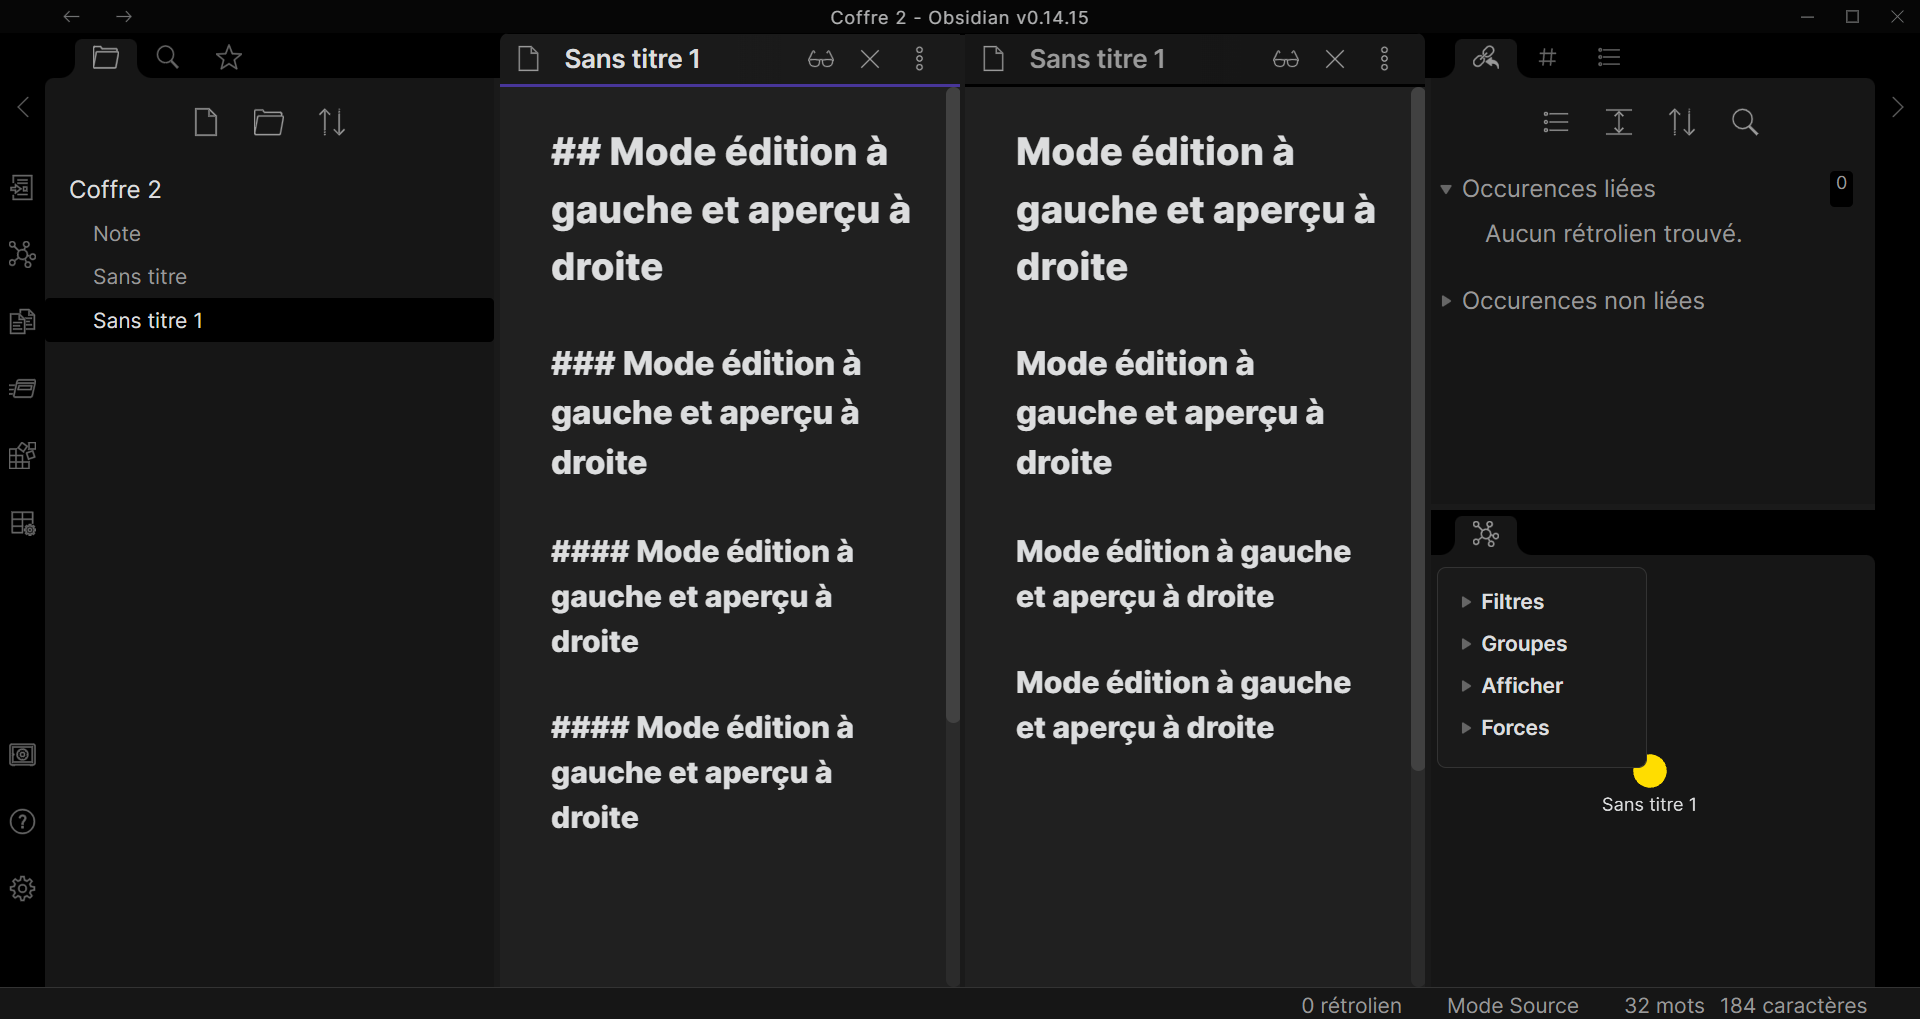 Coffre 2 - Obsidian v0.14.15
Coffre 2
Note
Sans titre
Sans titre 1
Sans titre 1
## Mode édition à
gauche et aperçu à
droite
### Mode édition à
gauche et aperçu à
droite
#### Mode édition à
gauche et aperçu à
droite
#### Mode édition à
gauche et aperçu à
droite
Sans titre 1
Mode édition à
gauche et aperçu à
droite
Mode édition à
gauche et aperçu à
droite
Mode édition à gauche
et aperçu à droite
Mode édition à gauche
et aperçu à droite
Occurences liées 0
Aucun rétrolien trouvé.
Occurences non liées
Filtres
Groupes
Afficher
Forces
Sans titre 1
0 rétrolien Mode Source 32 mots 184 caractères